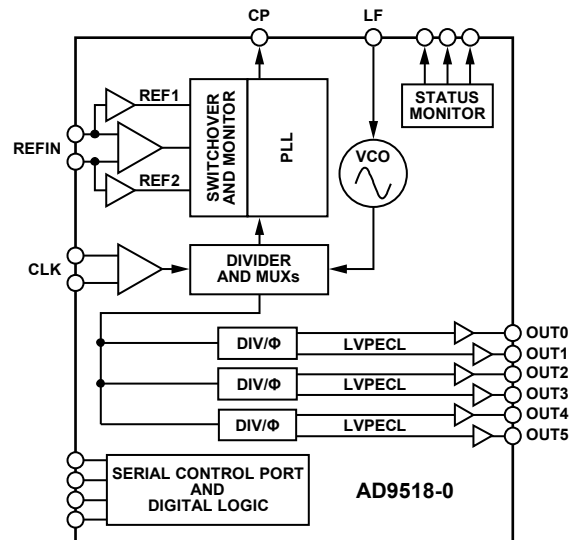 CP
LF
REF1
SWITCHOVER
AND MONITOR
PLL
STATUS
MONITOR
REFIN
REF2
VCO
CLK
DIVIDER
AND MUXs
DIV/Φ
LVPECL
OUT0
OUT1
DIV/Φ
LVPECL
OUT2
OUT3
DIV/Φ
LVPECL
OUT4
OUT5
SERIAL CONTROL PORT
AND
DIGITAL LOGIC
AD9518-0